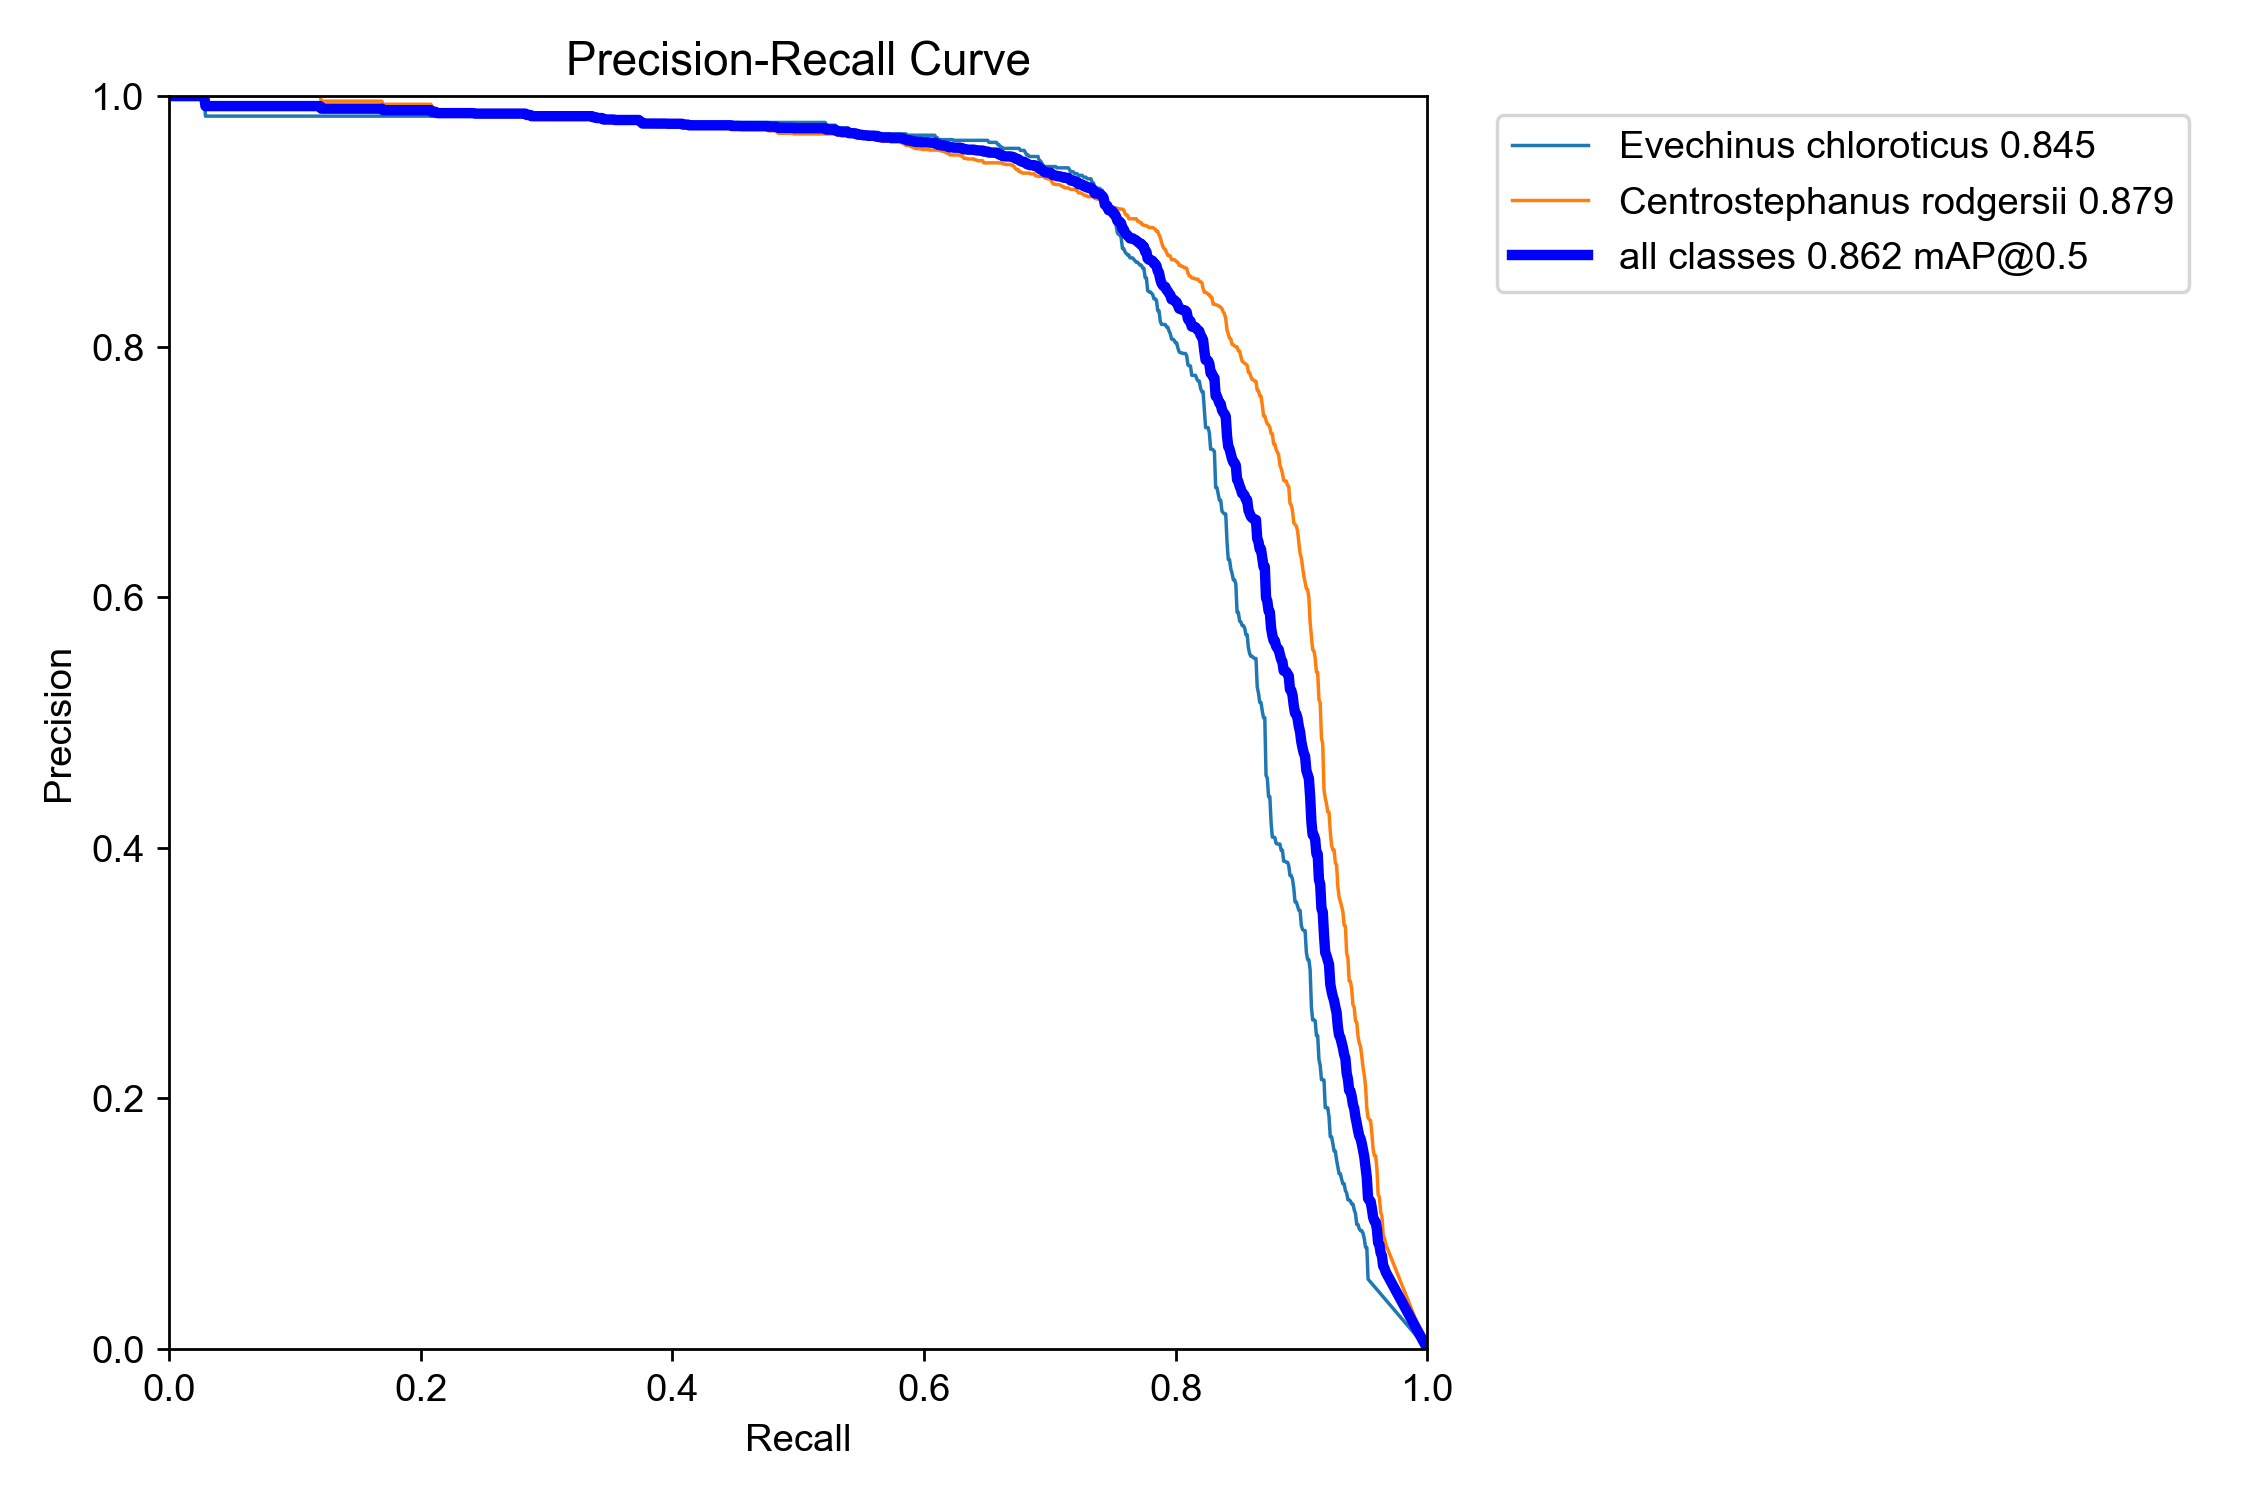 Precision-Recall Curve
Evechinus chloroticus 0.845
Centrostephanus rodgersii 0.879
all classes 0.862 mAP@0.5
1.0
0.8
0.6
0.4
0.2
0.0
Precision
0.0 0.2 0.4 0.6 0.8 1.0
Recall